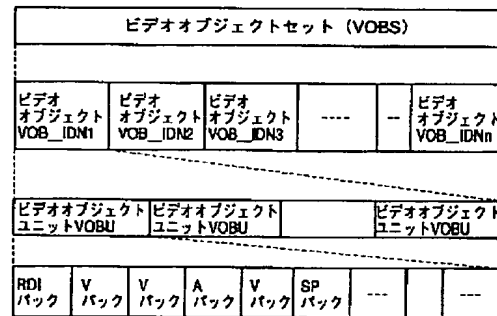 ビデオオブジェクトセット（VOBS）
ビデオ
オブジェクト
VOB__IDN1
ビデオ
オブジェクト
VOB__IDN2
ビデオ
オブジェクト
VOB__IDN3
-----
--
ビデオ
オブジェクト
VOB__IDNn
ビデオオブジェクト
ユニットVOBU
ビデオオブジェクト
ユニットVOBU
ビデオオブジェクト
ユニットVOBU
RDI
パック
V
パック
V
パック
A
パック
V
パック
SP
パック
---
---